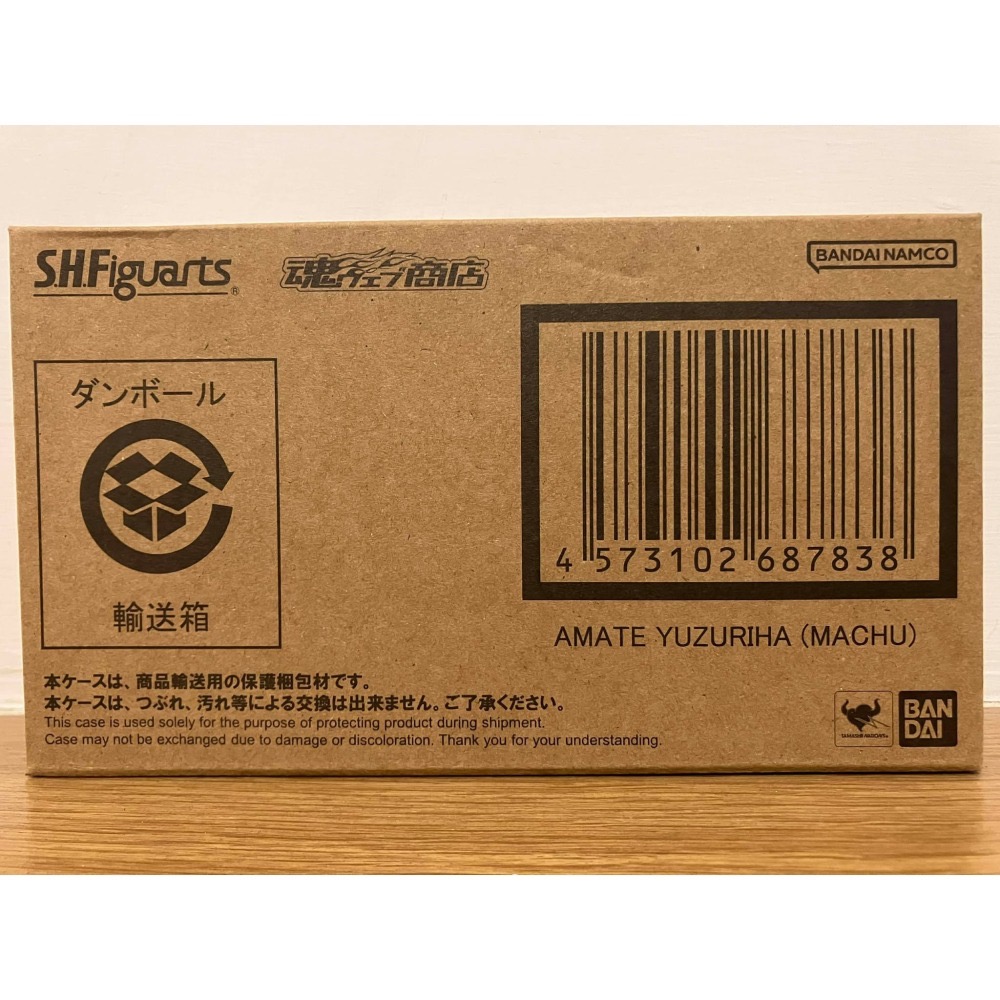 S.H.Figuarts®
魂ウェブ商店
BANDAI NAMCO
ダンボール
輸送箱
4 573102 687838
AMATE YUZURIHA (MACHU)
本ケースは、商品輸送用の保護梱包材です。
本ケースは、つぶれ、汚れ等による交換は出来ません。ご了承ください。
This case is used solely for the purpose of protecting product during shipment.
Case may not be exchanged due to damage or discoloration. Thank you for your understanding.
TAMASHII NATIONS
BAN
DAI